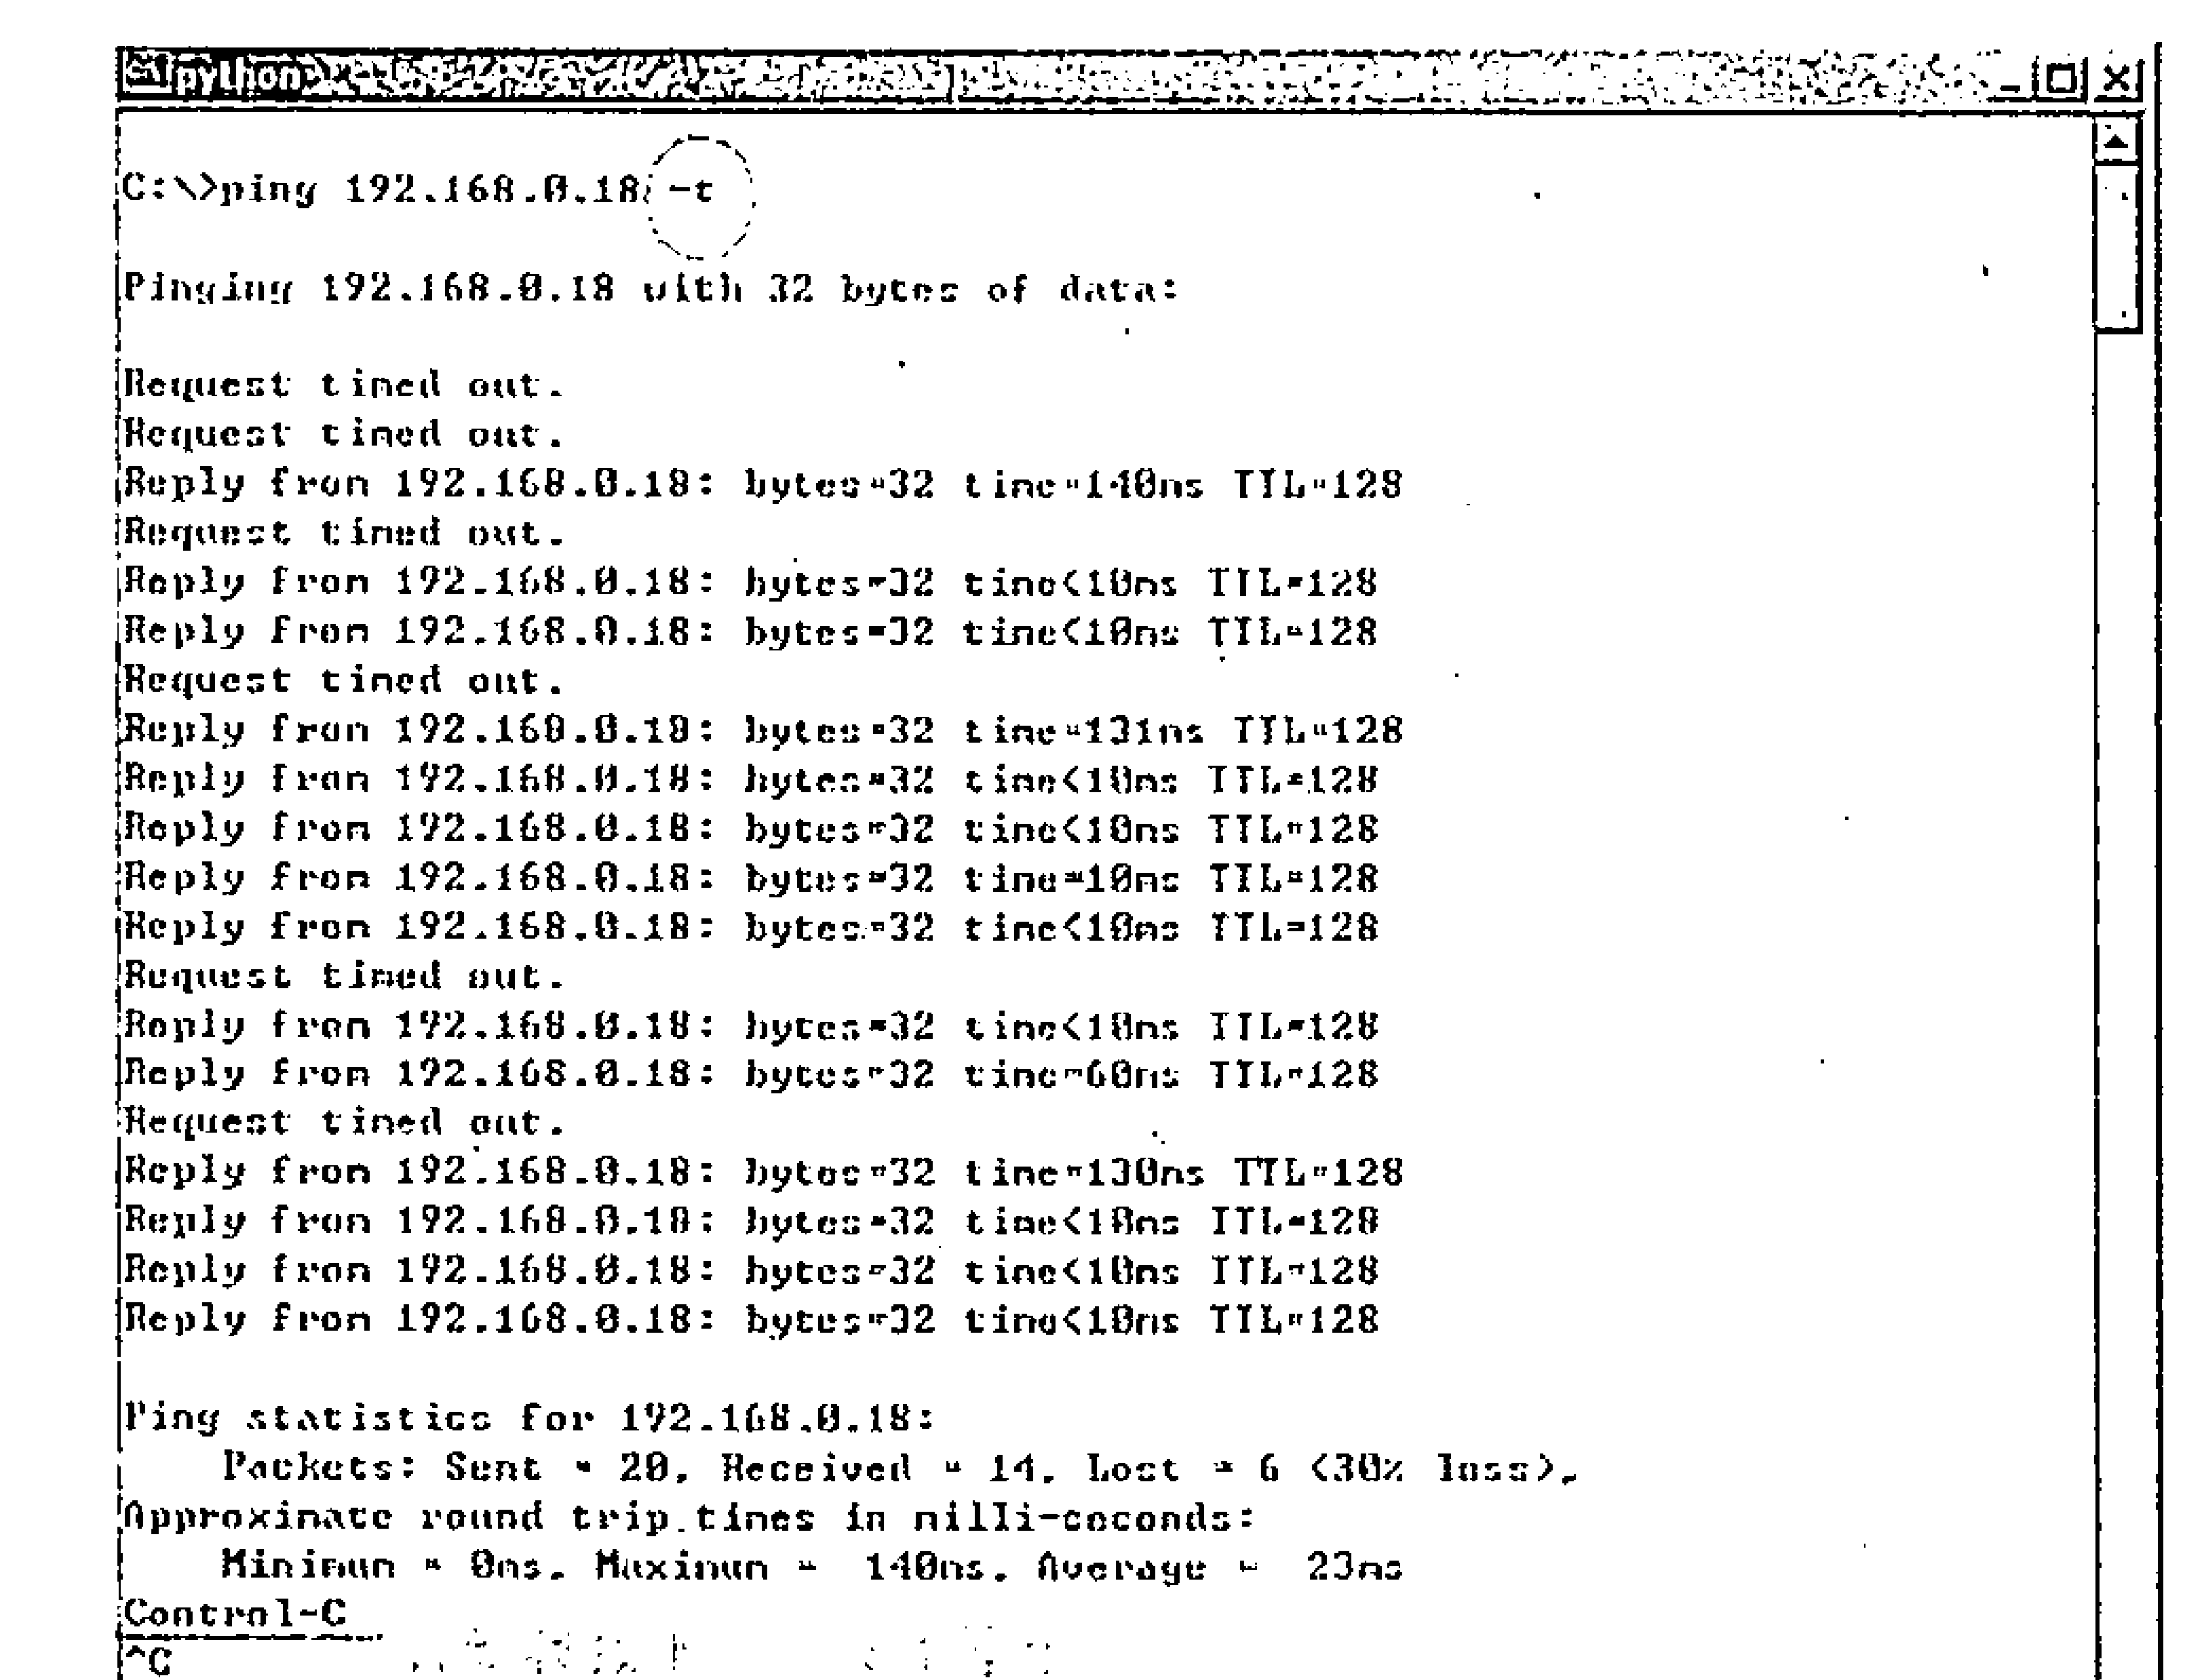 python
C:\>ping 192.168.0.18 -t
Pinging 192.168.0.18 with 32 bytes of data:
Request timed out.
Request timed out.
Reply from 192.168.0.18: bytes=32 time=140ms TTL=128
Request timed out.
Reply from 192.168.0.18: bytes=32 time<10ms TTL=128
Reply from 192.168.0.18: bytes=32 time<10ms TTL=128
Request timed out.
Reply from 192.168.0.18: bytes=32 time=131ms TTL=128
Reply from 192.168.0.18: bytes=32 time<10ms TTL=128
Reply from 192.168.0.18: bytes=32 time<10ms TTL=128
Reply from 192.168.0.18: bytes=32 time=10ms TTL=128
Reply from 192.168.0.18: bytes=32 time<10ms TTL=128
Request timed out.
Reply from 192.168.0.18: bytes=32 time<10ms TTL=128
Reply from 192.168.0.18: bytes=32 time=60ms TTL=128
Request timed out.
Reply from 192.168.0.18: bytes=32 time=130ms TTL=128
Reply from 192.168.0.18: bytes=32 time<10ms TTL=128
Reply from 192.168.0.18: bytes=32 time<10ms TTL=128
Reply from 192.168.0.18: bytes=32 time<10ms TTL=128
Ping statistics for 192.168.0.18:
Packets: Sent = 20, Received = 14, Lost = 6 (30% loss),
Approximate round trip times in milli-seconds:
Minimum = 0ms, Maximum = 140ms, Average = 23ms
Control-C
^C